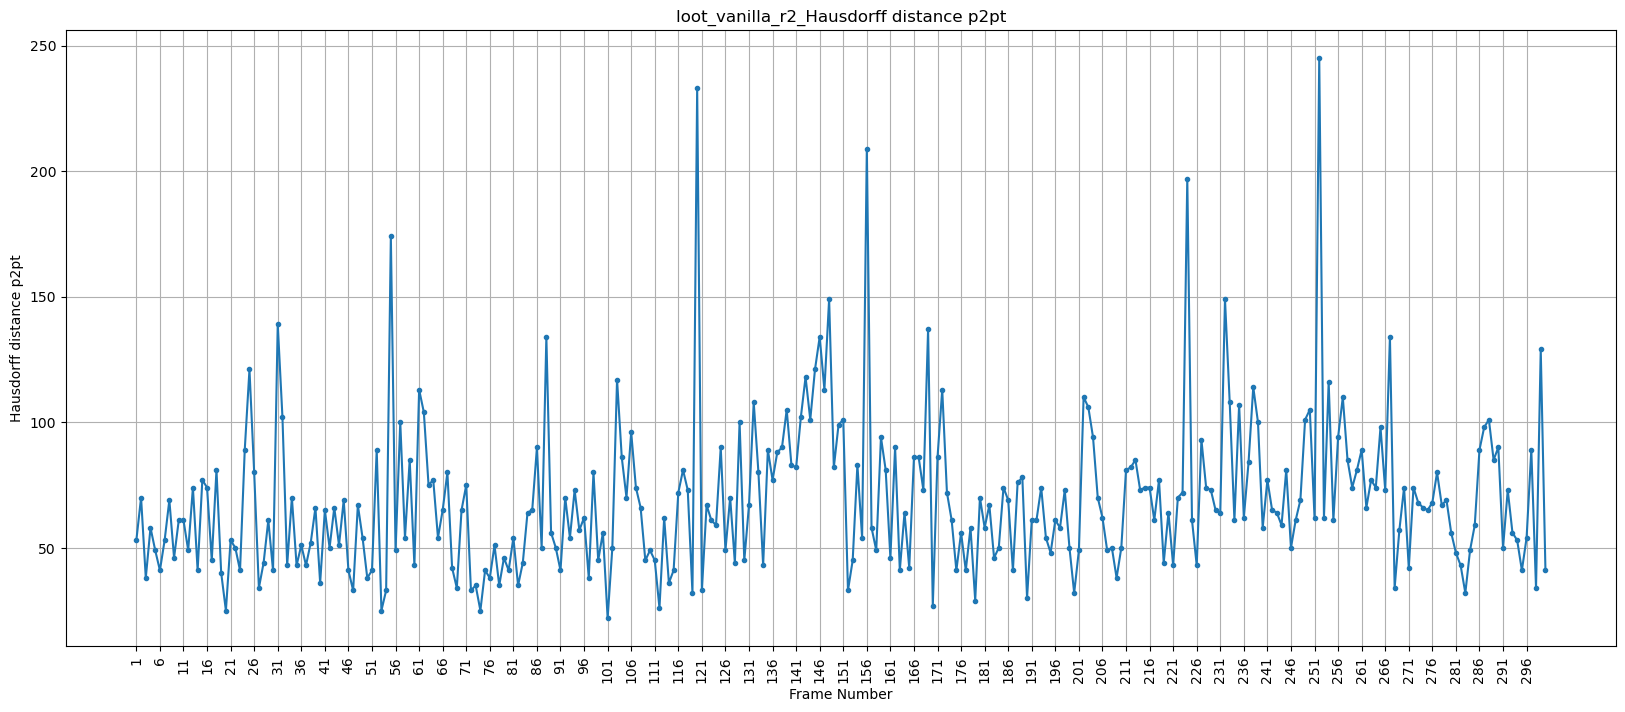 loot_vanilla_r2_Hausdorff distance p2pt
Hausdorff distance p2pt
250
200
150
100
50
1 6 11 16 21 26 31 36 41 46 51 56 61 66 71 76 81 86 91 96 101 106 111 116 121 126 131 136 141 146 151 156 161 166 171 176 181 186 191 196 201 206 211 216 221 226 231 236 241 246 251 256 261 266 271 276 281 286 291 296
Frame Number